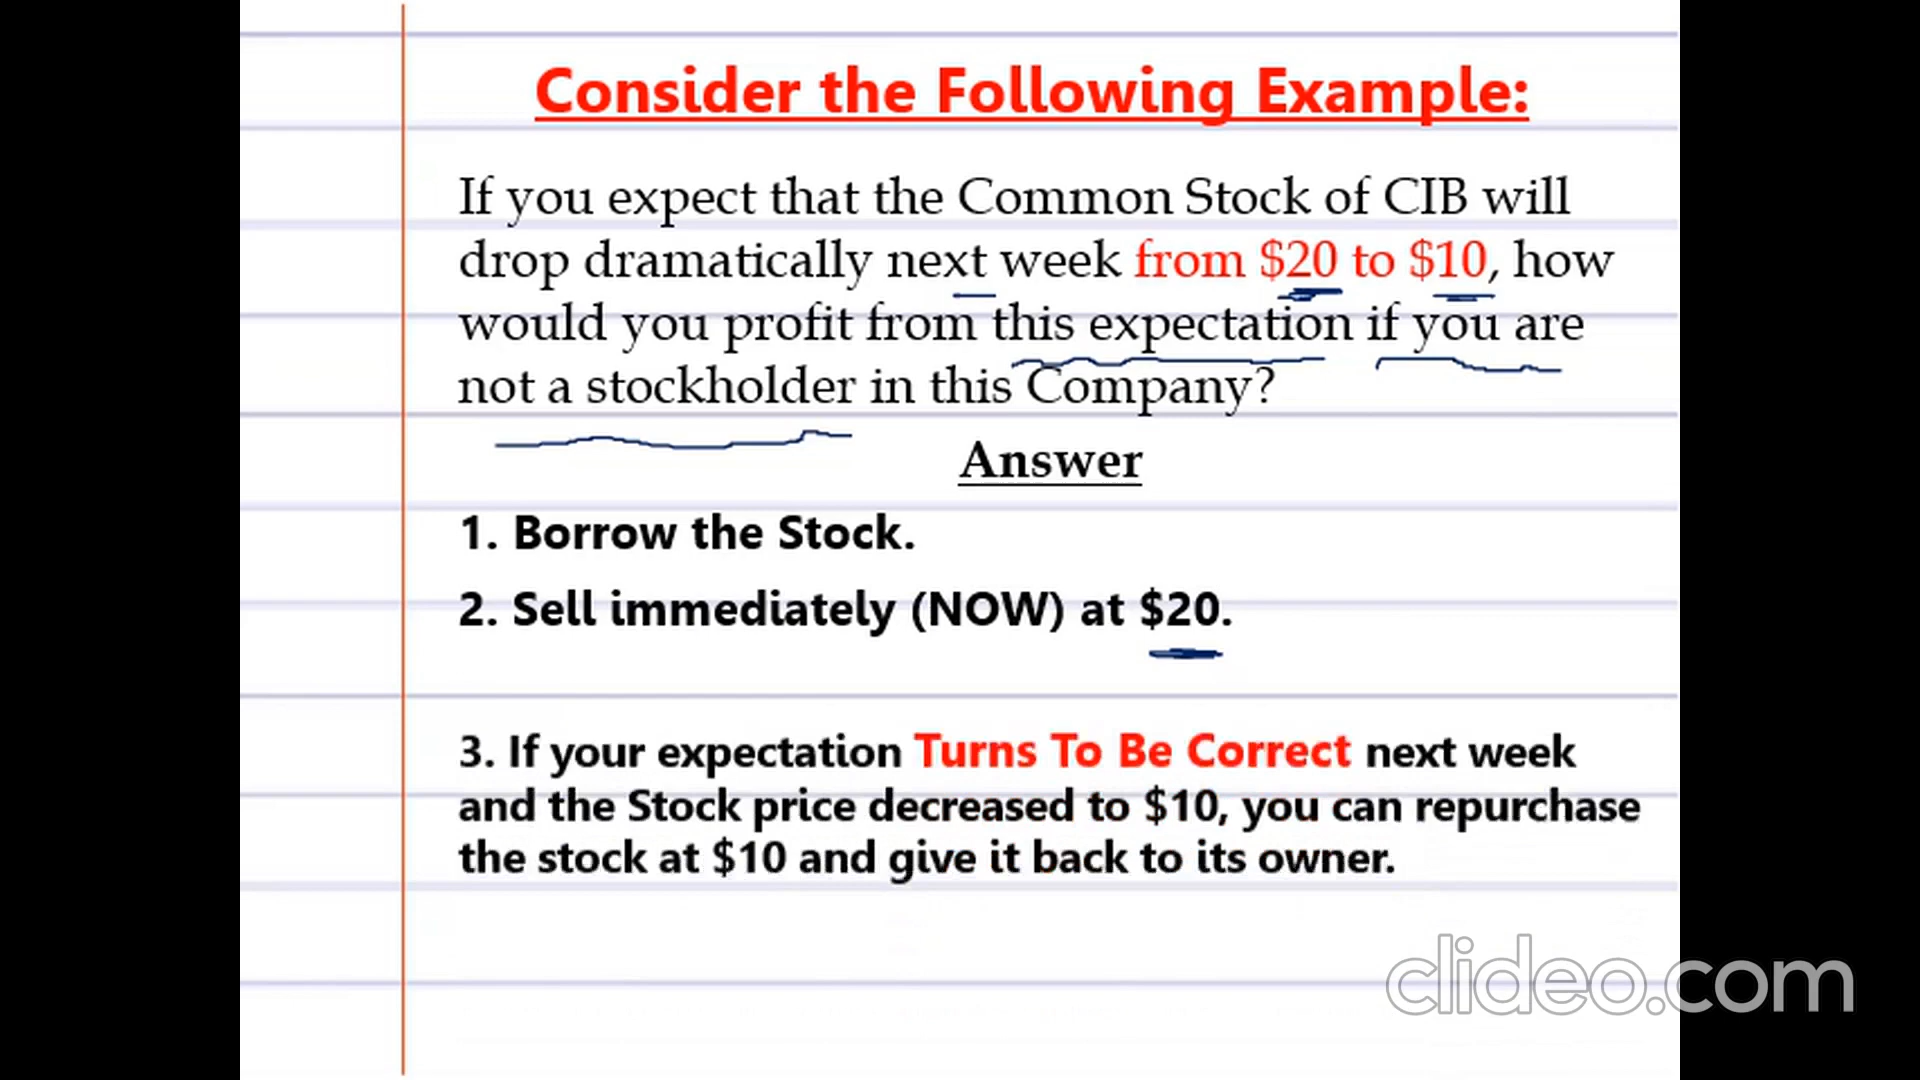 Consider the Following Example:
If you expect that the Common Stock of CIB will
drop dramatically next week from $20 to $10, how
would you profit from this expectation if you are
not a stockholder in this Company?
Answer
1. Borrow the Stock.
2. Sell immediately (NOW) at $20.
3. If your expectation Turns To Be Correct next week
and the Stock price decreased to $10, you can repurchase
the stock at $10 and give it back to its owner.
clideo.com